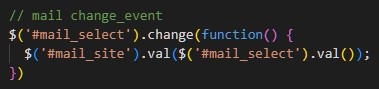 // mail change_event
$('#mail_select').change(function() {
  $('#mail_site').val($('#mail_select').val());
})